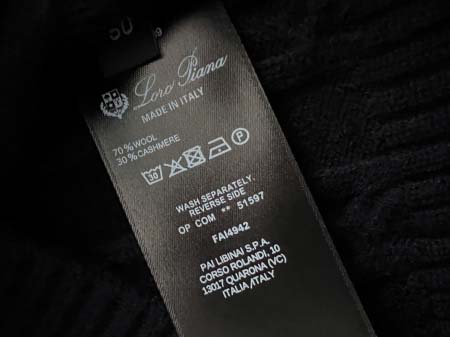 50
Loro Piana
MADE IN ITALY
70% WOOL
30% CASHMERE
30
P
WASH SEPARATELY.
REVERSE SIDE
OP COM ** 51597
FAI4942
PAI LIBINAI S.P.A.
CORSO ROLANDI, 10
13017 QUARONA (VC)
ITALIA /ITALY